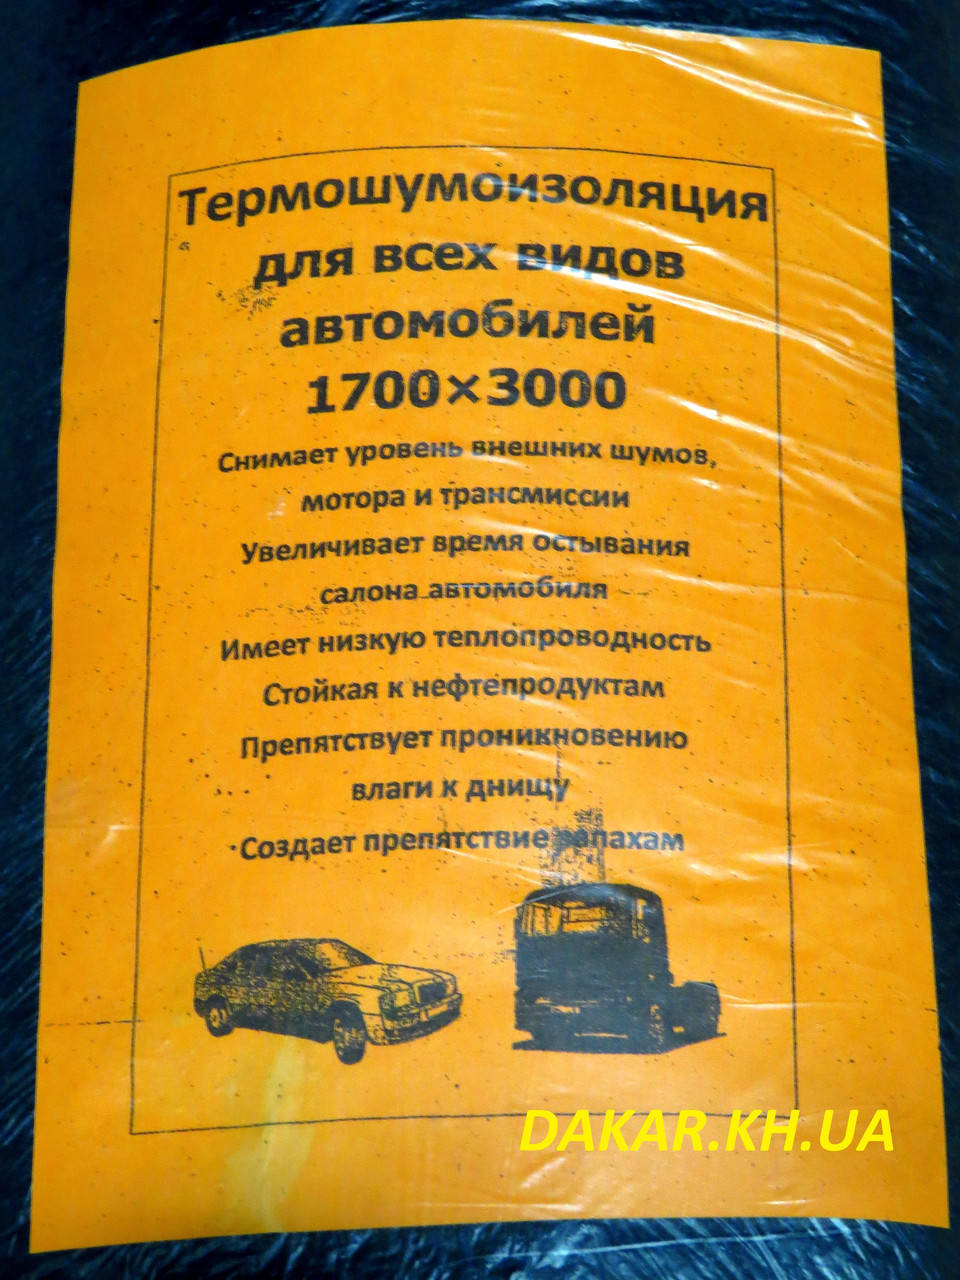 Термошумоизоляция
для всех видов
автомобилей
1700×3000
Снимает уровень внешних шумов,
мотора и трансмиссии
Увеличивает время остывания
салона автомобиля
Имеет низкую теплопроводность
Стойкая к нефтепродуктам
Препятствует проникновению
влаги к днищу
·Создает препятствие запахам
DAKAR.KH.UA